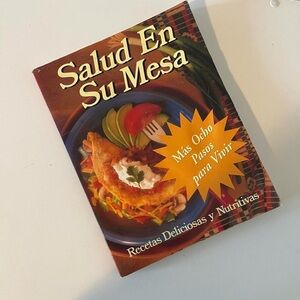 Salud En
Su Mesa
Más Ocho
Pasos
para Vivir
Recetas Deliciosas y Nutritivas